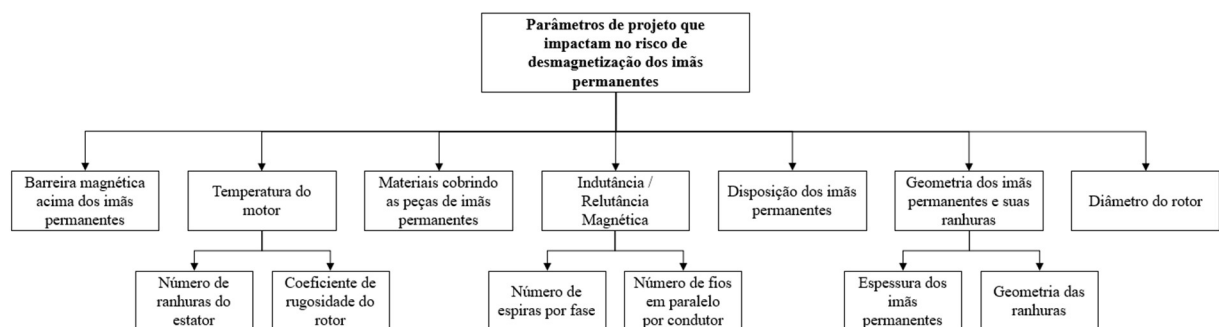 Parâmetros de projeto que
impactam no risco de
desmagnetização dos imãs
permanentes
Barreira magnética
acima dos imãs
permanentes
Temperatura do
motor
Materiais cobrindo
as peças de imãs
permanentes
Indutância /
Relutância
Magnética
Disposição dos imãs
permanentes
Geometria dos imãs
permanentes e suas
ranhuras
Diâmetro do rotor
Número de
ranhuras do
estator
Coeficiente de
rugosidade do
rotor
Número de
espiras por fase
Número de fios
em paralelo
por condutor
Espessura dos
imãs
permanentes
Geometria das
ranhuras